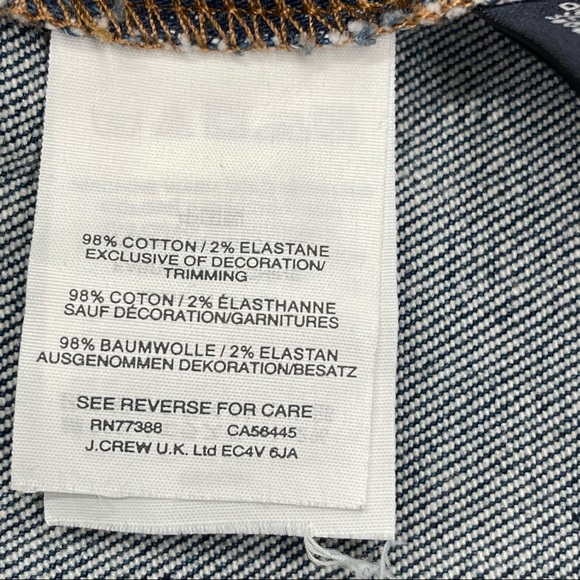 98% COTTON / 2% ELASTANE
EXCLUSIVE OF DECORATION/
TRIMMING
98% COTON / 2% ÉLASTHANNE
SAUF DÉCORATION/GARNITURES
98% BAUMWOLLE / 2% ELASTAN
AUSGENOMMEN DEKORATION/BESATZ
SEE REVERSE FOR CARE
RN77388 CA56445
J.CREW U.K. Ltd EC4V 6JA